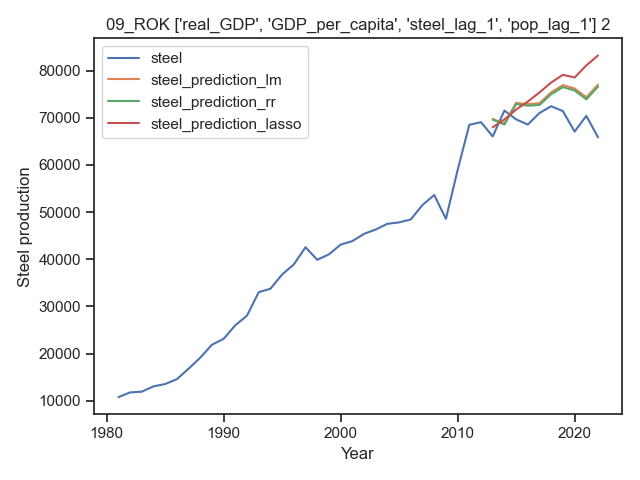 09_ROK ['real_GDP', 'GDP_per_capita', 'steel_lag_1', 'pop_lag_1'] 2
steel
steel_prediction_lm
steel_prediction_rr
steel_prediction_lasso
80000
70000
60000
50000
40000
30000
20000
10000
Steel production
1980
1990
2000
2010
2020
Year